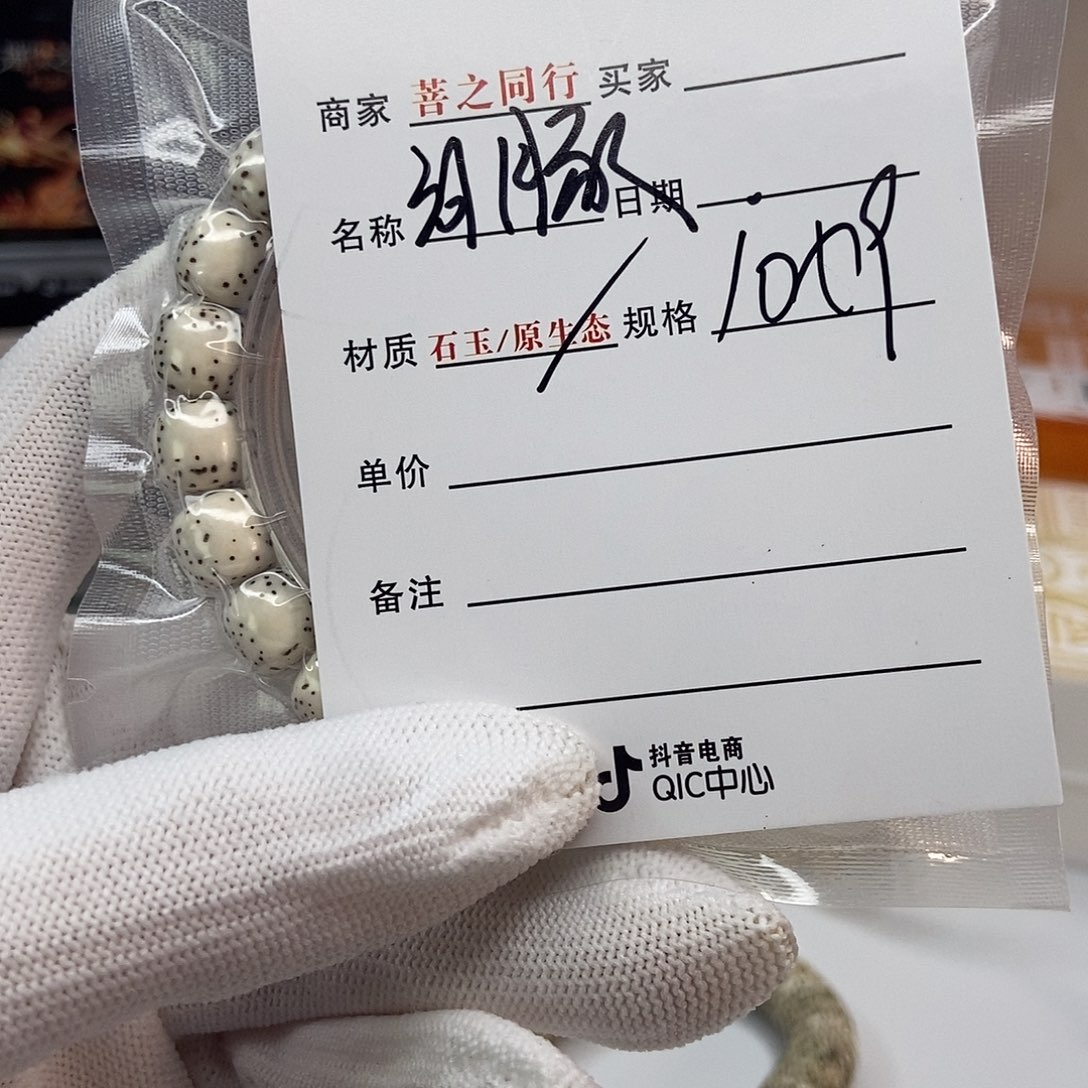 商家 菩之同行 买家
名称 日期
材质 石玉/原生态 规格
单价
备注
抖音电商
QIC中心